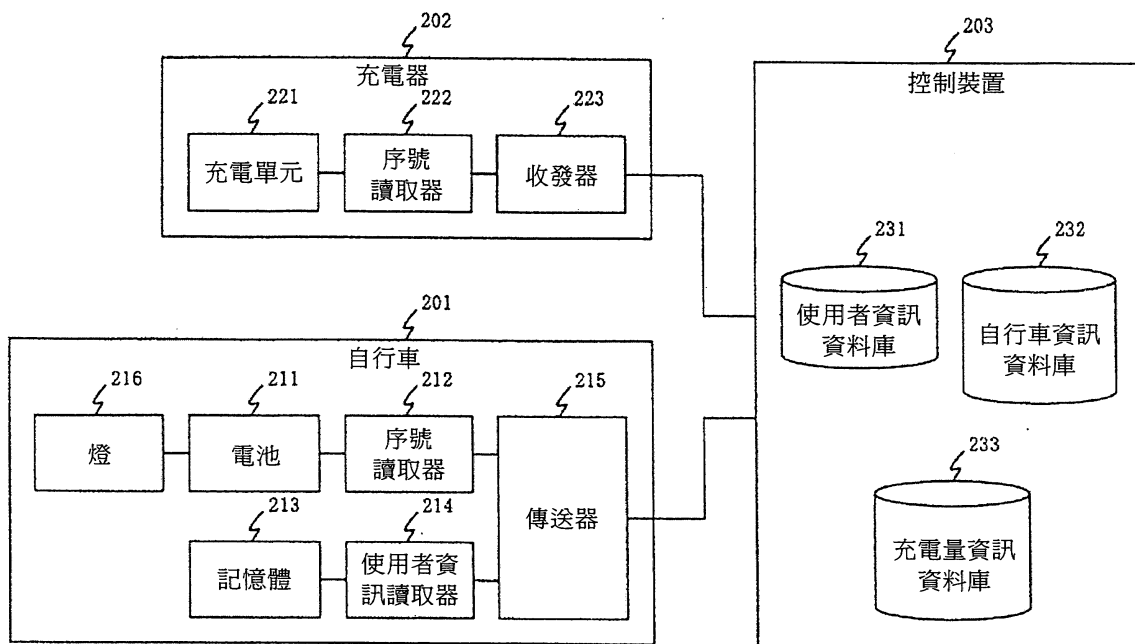 202
充電器
221
222
223
充電單元
序號
讀取器
收發器
203
控制裝置
231
232
使用者資訊
資料庫
自行車資訊
資料庫
233
充電量資訊
資料庫
201
自行車
216
211
212
215
燈
電池
序號
讀取器
傳送器
213
214
記憶體
使用者資
訊讀取器